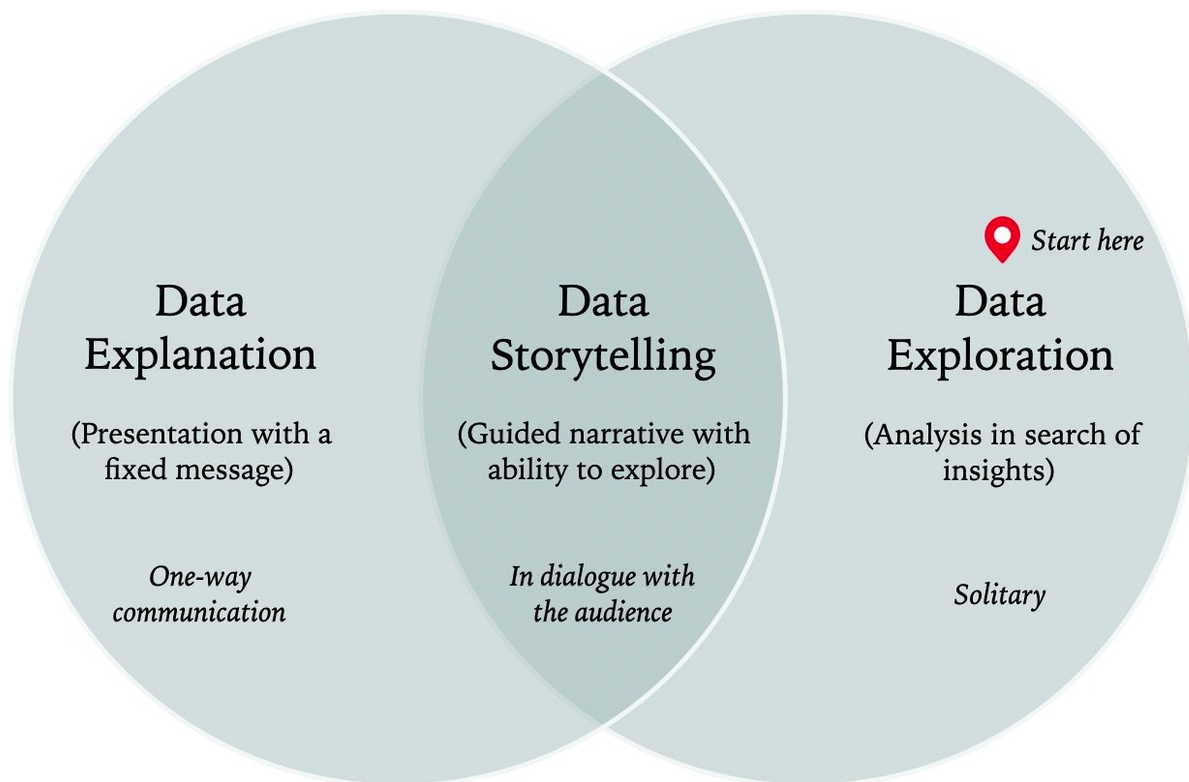 Data
Explanation
(Presentation with a
fixed message)
One-way
communication
Data
Storytelling
(Guided narrative with
ability to explore)
In dialogue with
the audience
Start here
Data
Exploration
(Analysis in search of
insights)
Solitary